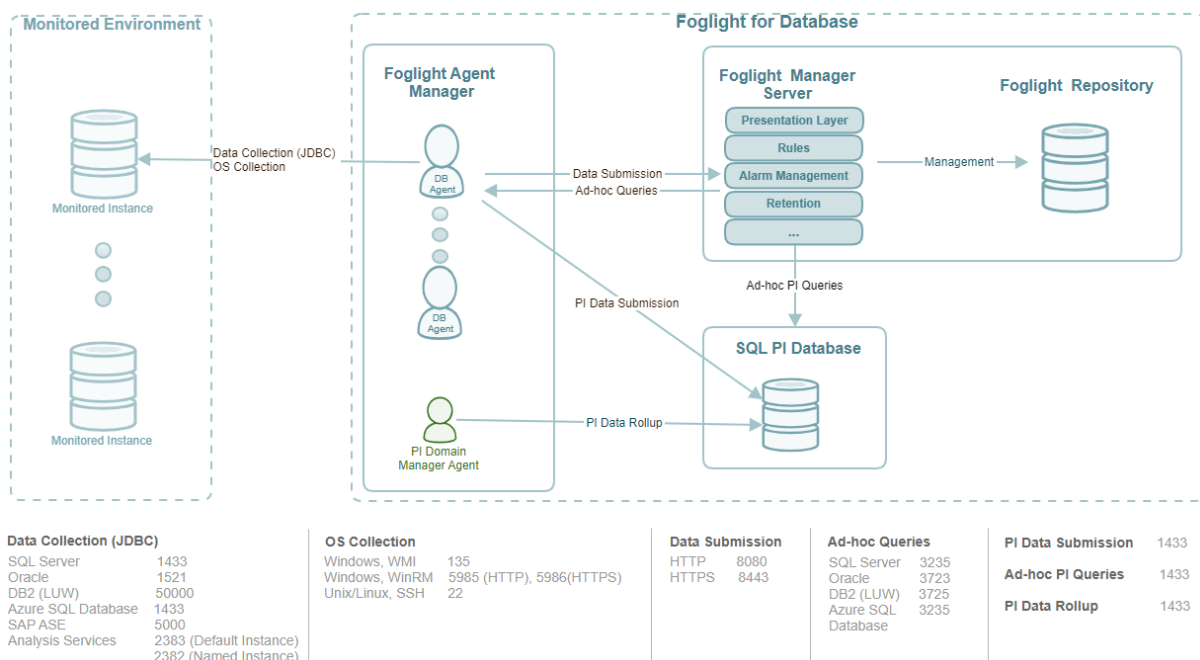 Monitored Environment
Foglight for Database
Foglight Agent
Manager
Foglight Manager
Server
Foglight Repository
Presentation Layer
Rules
Alarm Management
Retention
...
Management
Data Collection (JDBC)
OS Collection
Monitored Instance
DB
Agent
Data Submission
Ad-hoc Queries
DB
Agent
PI Data Submission
Ad-hoc PI Queries
SQL PI Database
Monitored Instance
PI Data Rollup
PI Domain
Manager Agent
Data Collection (JDBC)
SQL Server 1433
Oracle 1521
DB2 (LUW) 50000
Azure SQL Database 1433
SAP ASE 5000
Analysis Services 2383 (Default Instance)
2382 (Named Instance)
OS Collection
Windows, WMI 135
Windows, WinRM 5985 (HTTP), 5986(HTTPS)
Unix/Linux, SSH 22
Data Submission
HTTP 8080
HTTPS 8443
Ad-hoc Queries
SQL Server 3235
Oracle 3723
DB2 (LUW) 3725
Azure SQL 3235
Database
PI Data Submission 1433
Ad-hoc PI Queries 1433
PI Data Rollup 1433